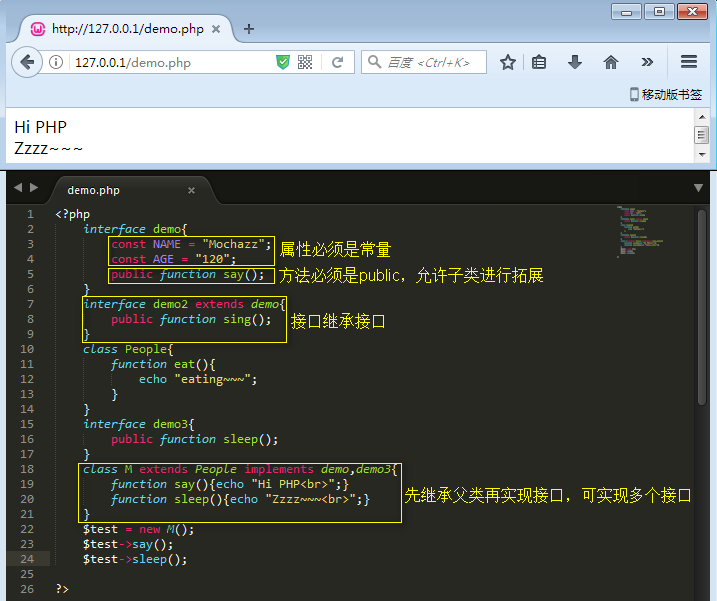 http://127.0.0.1/demo.php × +
127.0.0.1/demo.php
百度 <Ctrl+K>
移动版书签
Hi PHP
Zzzz~~~
demo.php ×
1 <?php
2 interface demo{
3 const NAME = "Mochazz";
4 const AGE = "120";
属性必须是常量
5 public function say();
方法必须是public，允许子类进行拓展
6 }
7 interface demo2 extends demo{
8 public function sing();
接口继承接口
9 }
10 class People{
11 function eat(){
12 echo "eating~~~";
13 }
14 }
15 interface demo3{
16 public function sleep();
17 }
18 class M extends People implements demo,demo3{
19 function say(){echo "Hi PHP<br>";}
20 function sleep(){echo "Zzzz~~~<br>";}
先继承父类再实现接口，可实现多个接口
21 }
22 $test = new M();
23 $test->say();
24 $test->sleep();
25
26 ?>